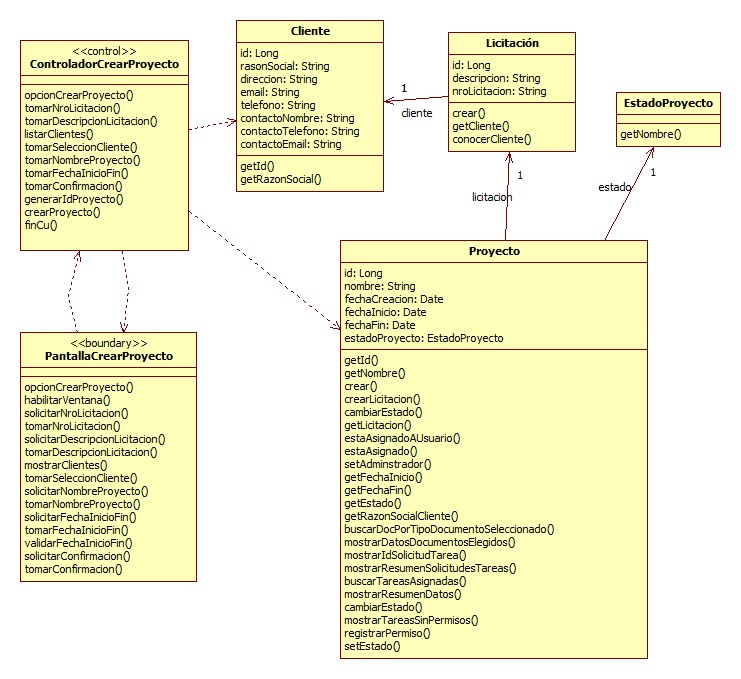 <<control>>
ControladorCrearProyecto
opcionCrearProyecto()
tomarNroLicitacion()
tomarDescripcionLicitacion()
listarClientes()
tomarSeleccionCliente()
tomarNombreProyecto()
tomarFechaInicioFin()
tomarConfirmacion()
generarIdProyecto()
crearProyecto()
finCu()
Cliente
id: Long
rasonSocial: String
direccion: String
email: String
telefono: String
contactoNombre: String
contactoTelefono: String
contactoEmail: String
getId()
getRazonSocial()
1
cliente
Licitación
id: Long
descripcion: String
nroLicitacion: String
crear()
getCliente()
conocerCliente()
EstadoProyecto
getNombre()
1
licitacion
1
estado
Proyecto
id: Long
nombre: String
fechaCreacion: Date
fechaInicio: Date
fechaFin: Date
estadoProyecto: EstadoProyecto
getId()
getNombre()
crear()
crearLicitacion()
cambiarEstado()
getLicitacion()
estaAsignadoAUsuario()
estaAsignado()
setAdminstrador()
getFechaInicio()
getFechaFin()
getEstado()
getRazonSocialCliente()
buscarDocPorTipoDocumentoSeleccionado()
mostrarDatosDocumentosElegidos()
mostrarIdSolicitudTarea()
mostrarResumenSolicitudesTareas()
buscarTareasAsignadas()
mostrarResumenDatos()
cambiarEstado()
mostrarTareasSinPermisos()
registrarPermiso()
setEstado()
<<boundary>>
PantallaCrearProyecto
opcionCrearProyecto()
habilitarVentana()
solicitarNroLicitacion()
tomarNroLicitacion()
solicitarDescripcionLicitacion()
tomarDescripcionLicitacion()
mostrarClientes()
tomarSeleccionCliente()
solicitarNombreProyecto()
tomarNombreProyecto()
solicitarFechaInicioFin()
tomarFechaInicioFin()
validarFechaInicioFin()
solicitarConfirmacion()
tomarConfirmacion()